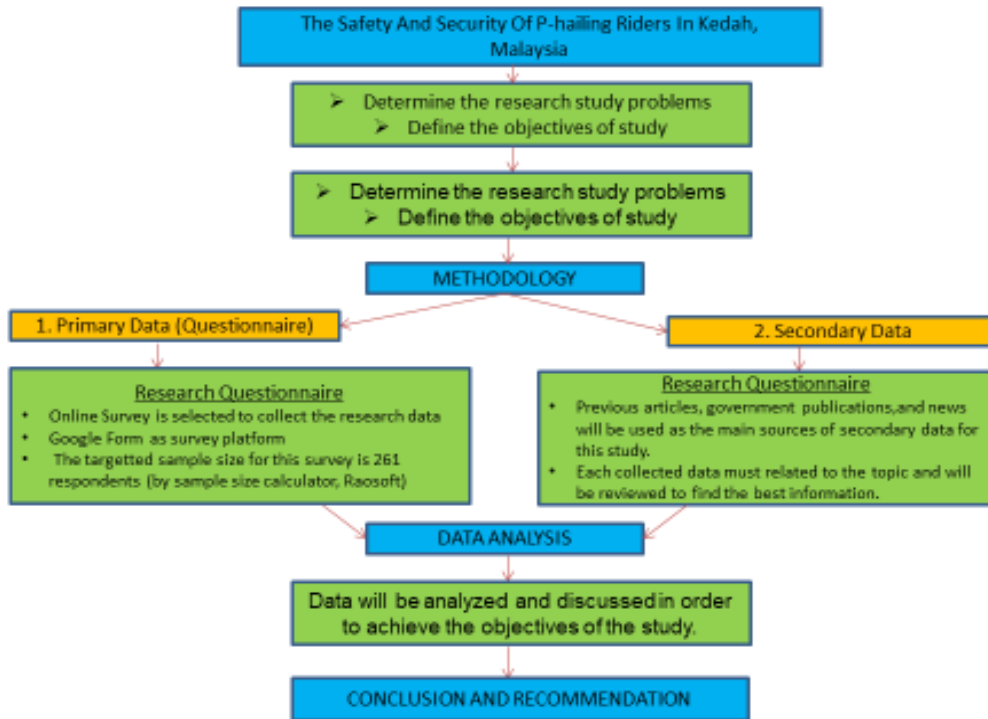 The Safety And Security Of P-hailing Riders In Kedah,
Malaysia
➤ Determine the research study problems
➤ Define the objectives of study
➤ Determine the research study problems
➤ Define the objectives of study
METHODOLOGY
1. Primary Data (Questionnaire)
Research Questionnaire
• Online Survey is selected to collect the research data
• Google Form as survey platform
• The targetted sample size for this survey is 261
respondents (by sample size calculator, Raosoft)
2. Secondary Data
Research Questionnaire
• Previous articles, government publications,and news
will be used as the main sources of secondary data for
this study.
• Each collected data must related to the topic and will
be reviewed to find the best information.
DATA ANALYSIS
Data will be analyzed and discussed in order
to achieve the objectives of the study.
CONCLUSION AND RECOMMENDATION